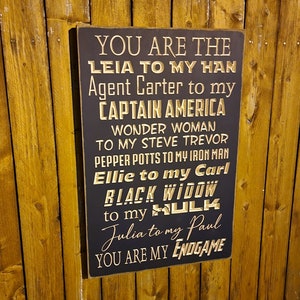 YOU ARE THE
LEIA TO MY HAN
Agent Carter to my
CAPTAIN AMERICA
WONDER WOMAN
TO MY STEVE TREVOR
PEPPER POTTS TO MY IRON MAN
Ellie to my Carl
BLACK WIDOW
to my HULK
Julia to my Paul
YOU ARE MY ENDGAME